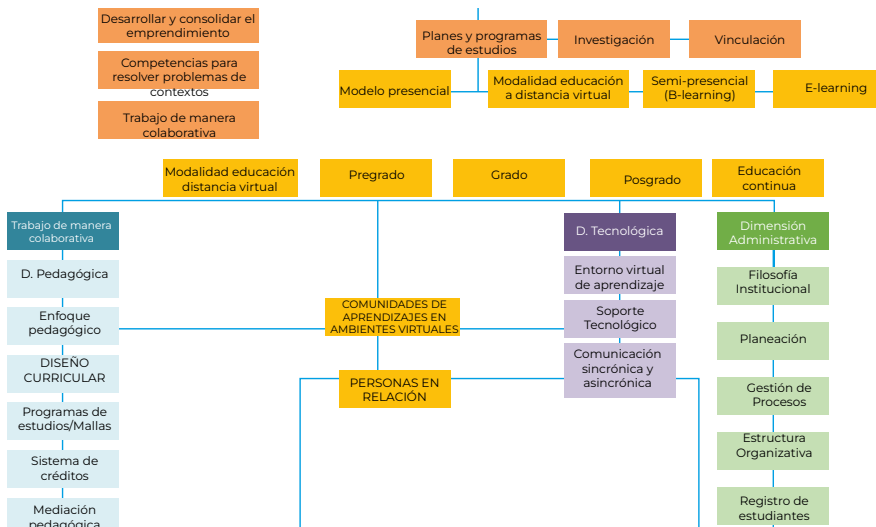 Desarrollar y consolidar el
emprendimiento
Competencias para
resolver problemas de
contextos
Trabajo de manera
colaborativa
Planes y programas
de estudios
Investigación
Vinculación
Modelo presencial
Modalidad educación
a distancia virtual
Semi-presencial
(B-learning)
E-learning
Modalidad educación
distancia virtual
Pregrado
Grado
Posgrado
Educación
continua
Trabajo de manera
colaborativa
D. Pedagógica
Enfoque
pedagógico
DISEÑO
CURRICULAR
Programas de
estudios/Mallas
Sistema de
créditos
Mediación
pedagógica
COMUNIDADES DE
APRENDIZAJES EN
AMBIENTES VIRTUALES
PERSONAS EN
RELACIÓN
D. Tecnológica
Entorno virtual
de aprendizaje
Soporte
Tecnológico
Comunicación
sincrónica y
asincrónica
Dimensión
Administrativa
Filosofía
Institucional
Planeación
Gestión de
Procesos
Estructura
Organizativa
Registro de
estudiantes